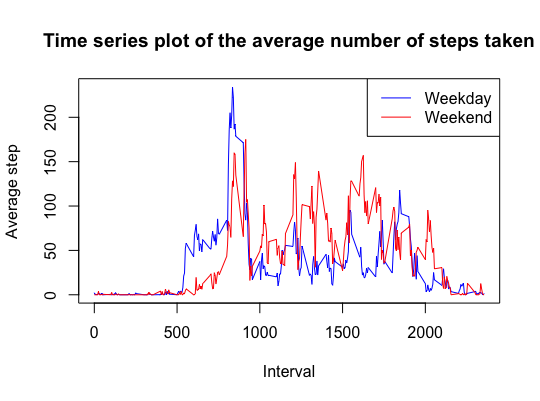 Time series plot of the average number of steps taken
Weekday
Weekend
Average step
0 50 100 150 200
0 500 1000 1500 2000
Interval